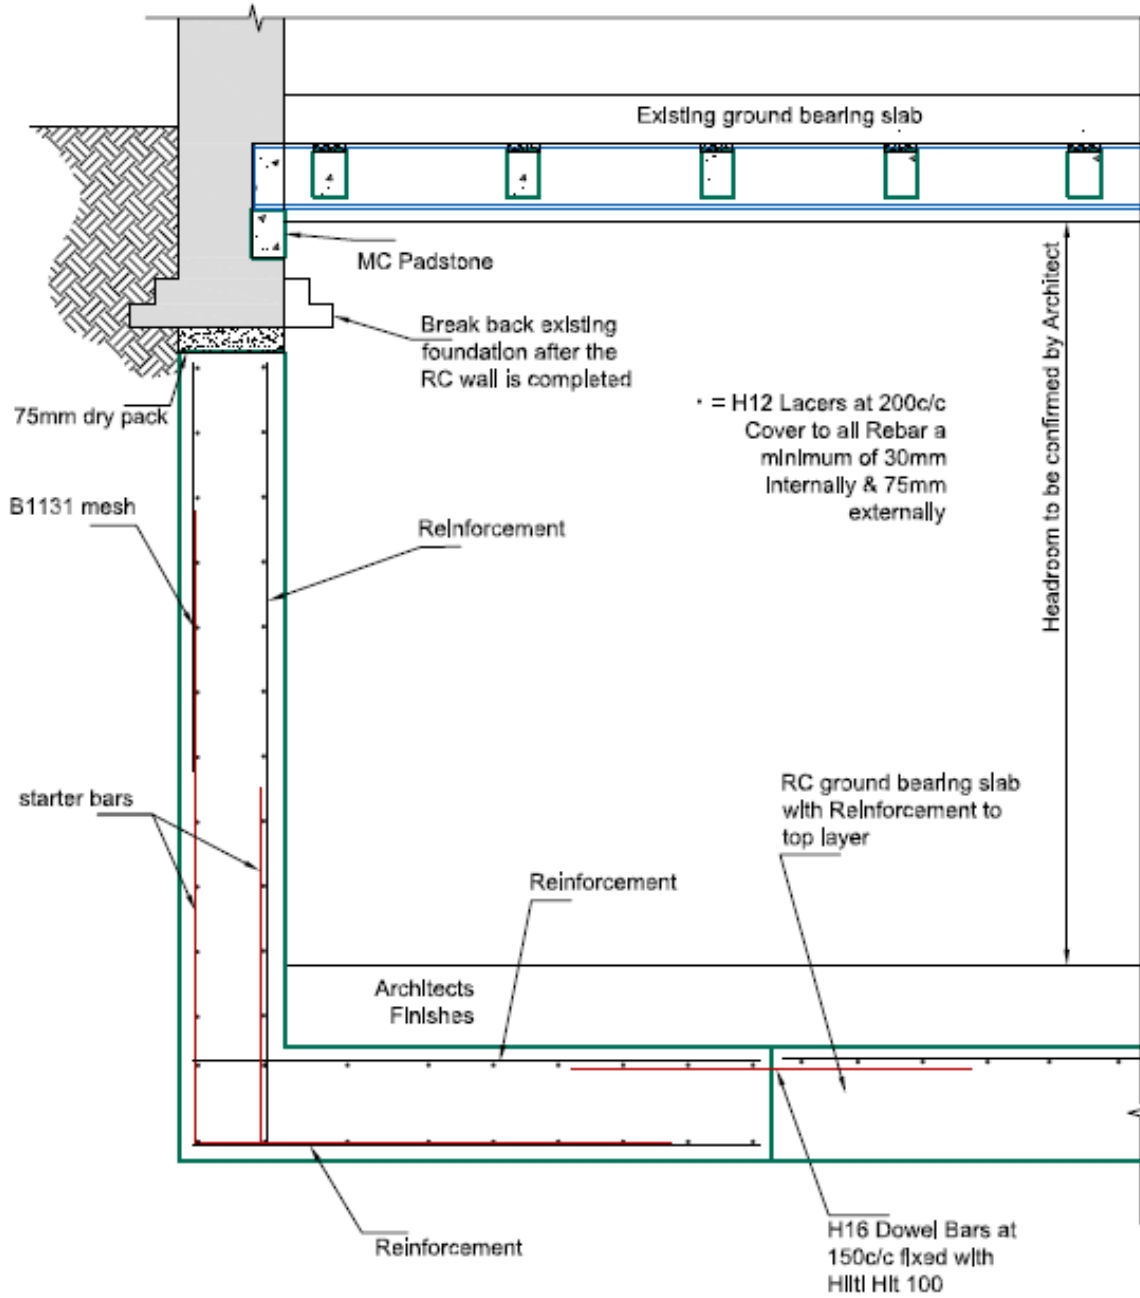 Existing ground bearing slab
MC Padstone
Break back existing
foundation after the
RC wall is completed
75mm dry pack
• = H12 Lacers at 200c/c
Cover to all Rebar a
minimum of 30mm
Internally & 75mm
externally
Headroom to be confirmed by Architect
B1131 mesh
Reinforcement
starter bars
RC ground bearing slab
with Reinforcement to
top layer
Reinforcement
Architects
Finishes
Reinforcement
H16 Dowel Bars at
150c/c fixed with
Hilti Hit 100